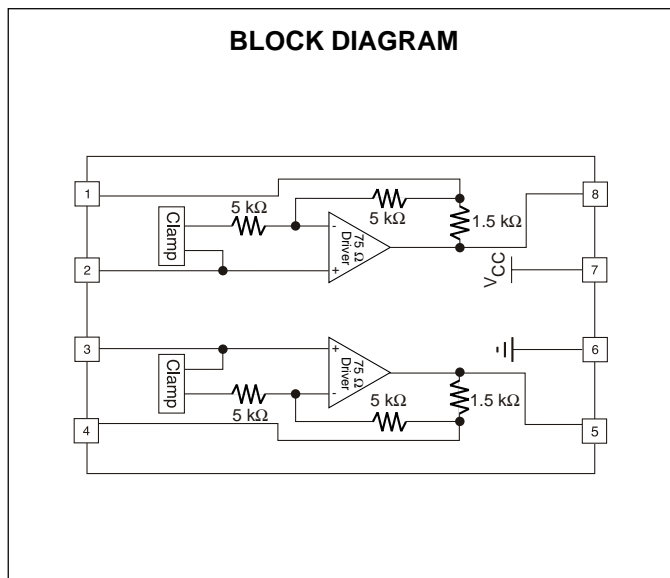 BLOCK DIAGRAM
1
8
5 kΩ
5 kΩ
1.5 kΩ
Clamp
-
75 Ω
Driver
+
2
VCC
7
3
6
+
75 Ω
Driver
-
Clamp
5 kΩ
5 kΩ
1.5 kΩ
4
5